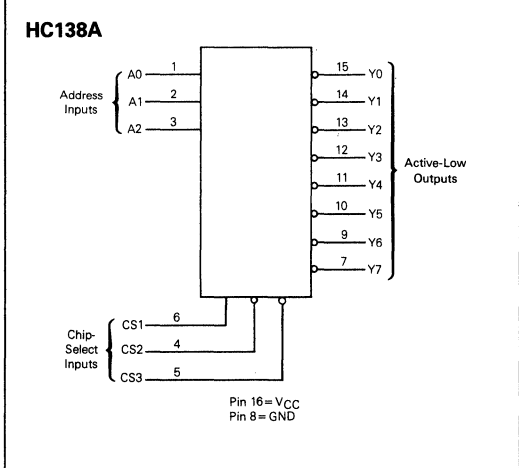 HC138A
Address
Inputs
A0 1
A1 2
A2 3
15 Y0
14 Y1
13 Y2
12 Y3
11 Y4
10 Y5
9 Y6
7 Y7
Active-Low
Outputs
Chip-
Select
Inputs
CS1 6
CS2 4
CS3 5
Pin 16=VCC
Pin 8=GND